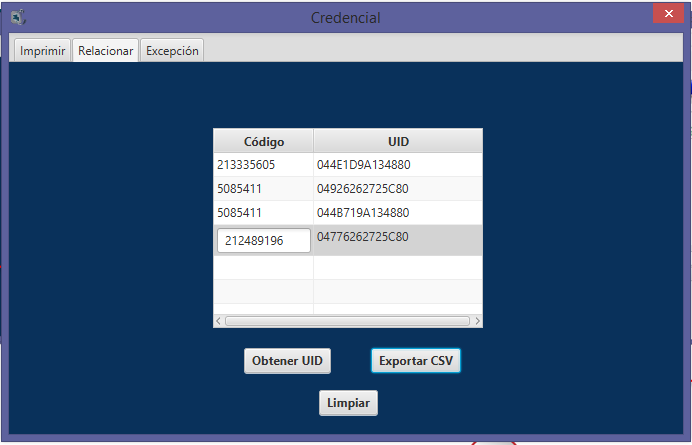 Credencial
Imprimir Relacionar Excepción
Código UID
213335605 044E1D9A134880
5085411 04926262725C80
5085411 044B719A134880
212489196 04776262725C80
Obtener UID Exportar CSV
Limpiar